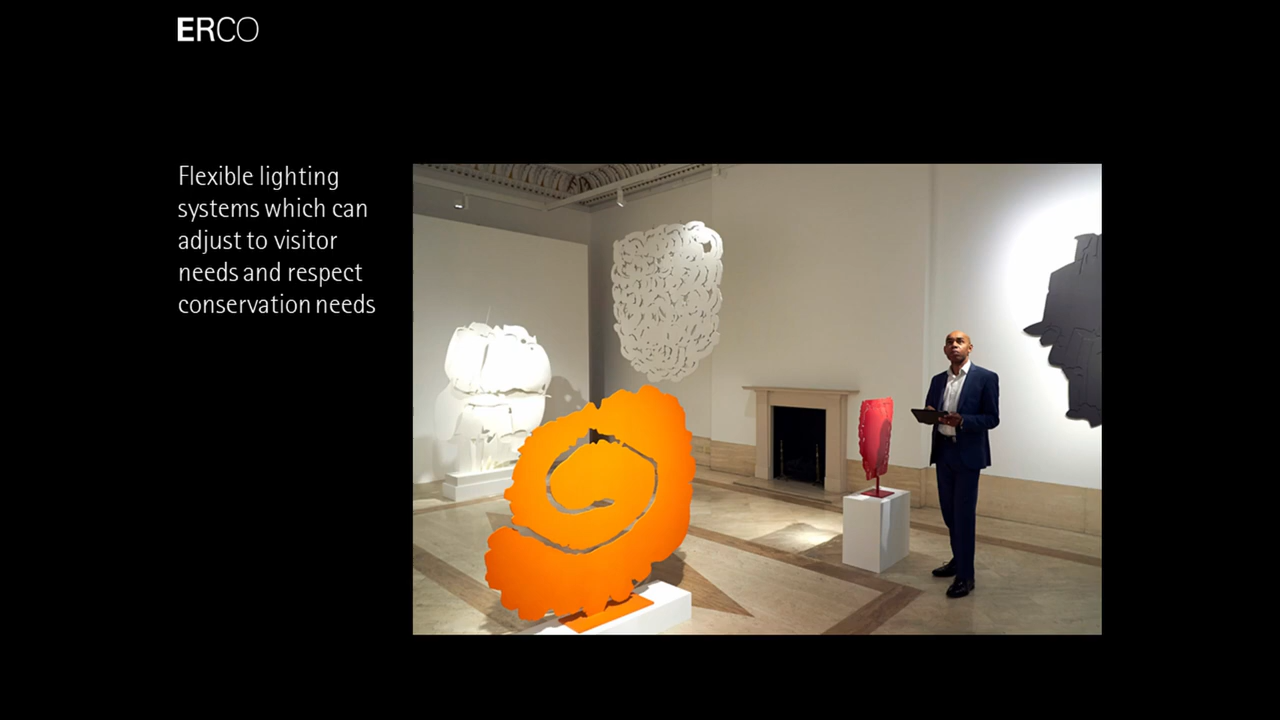 ERCO
Flexible lighting
systems which can
adjust to visitor
needs and respect
conservation needs